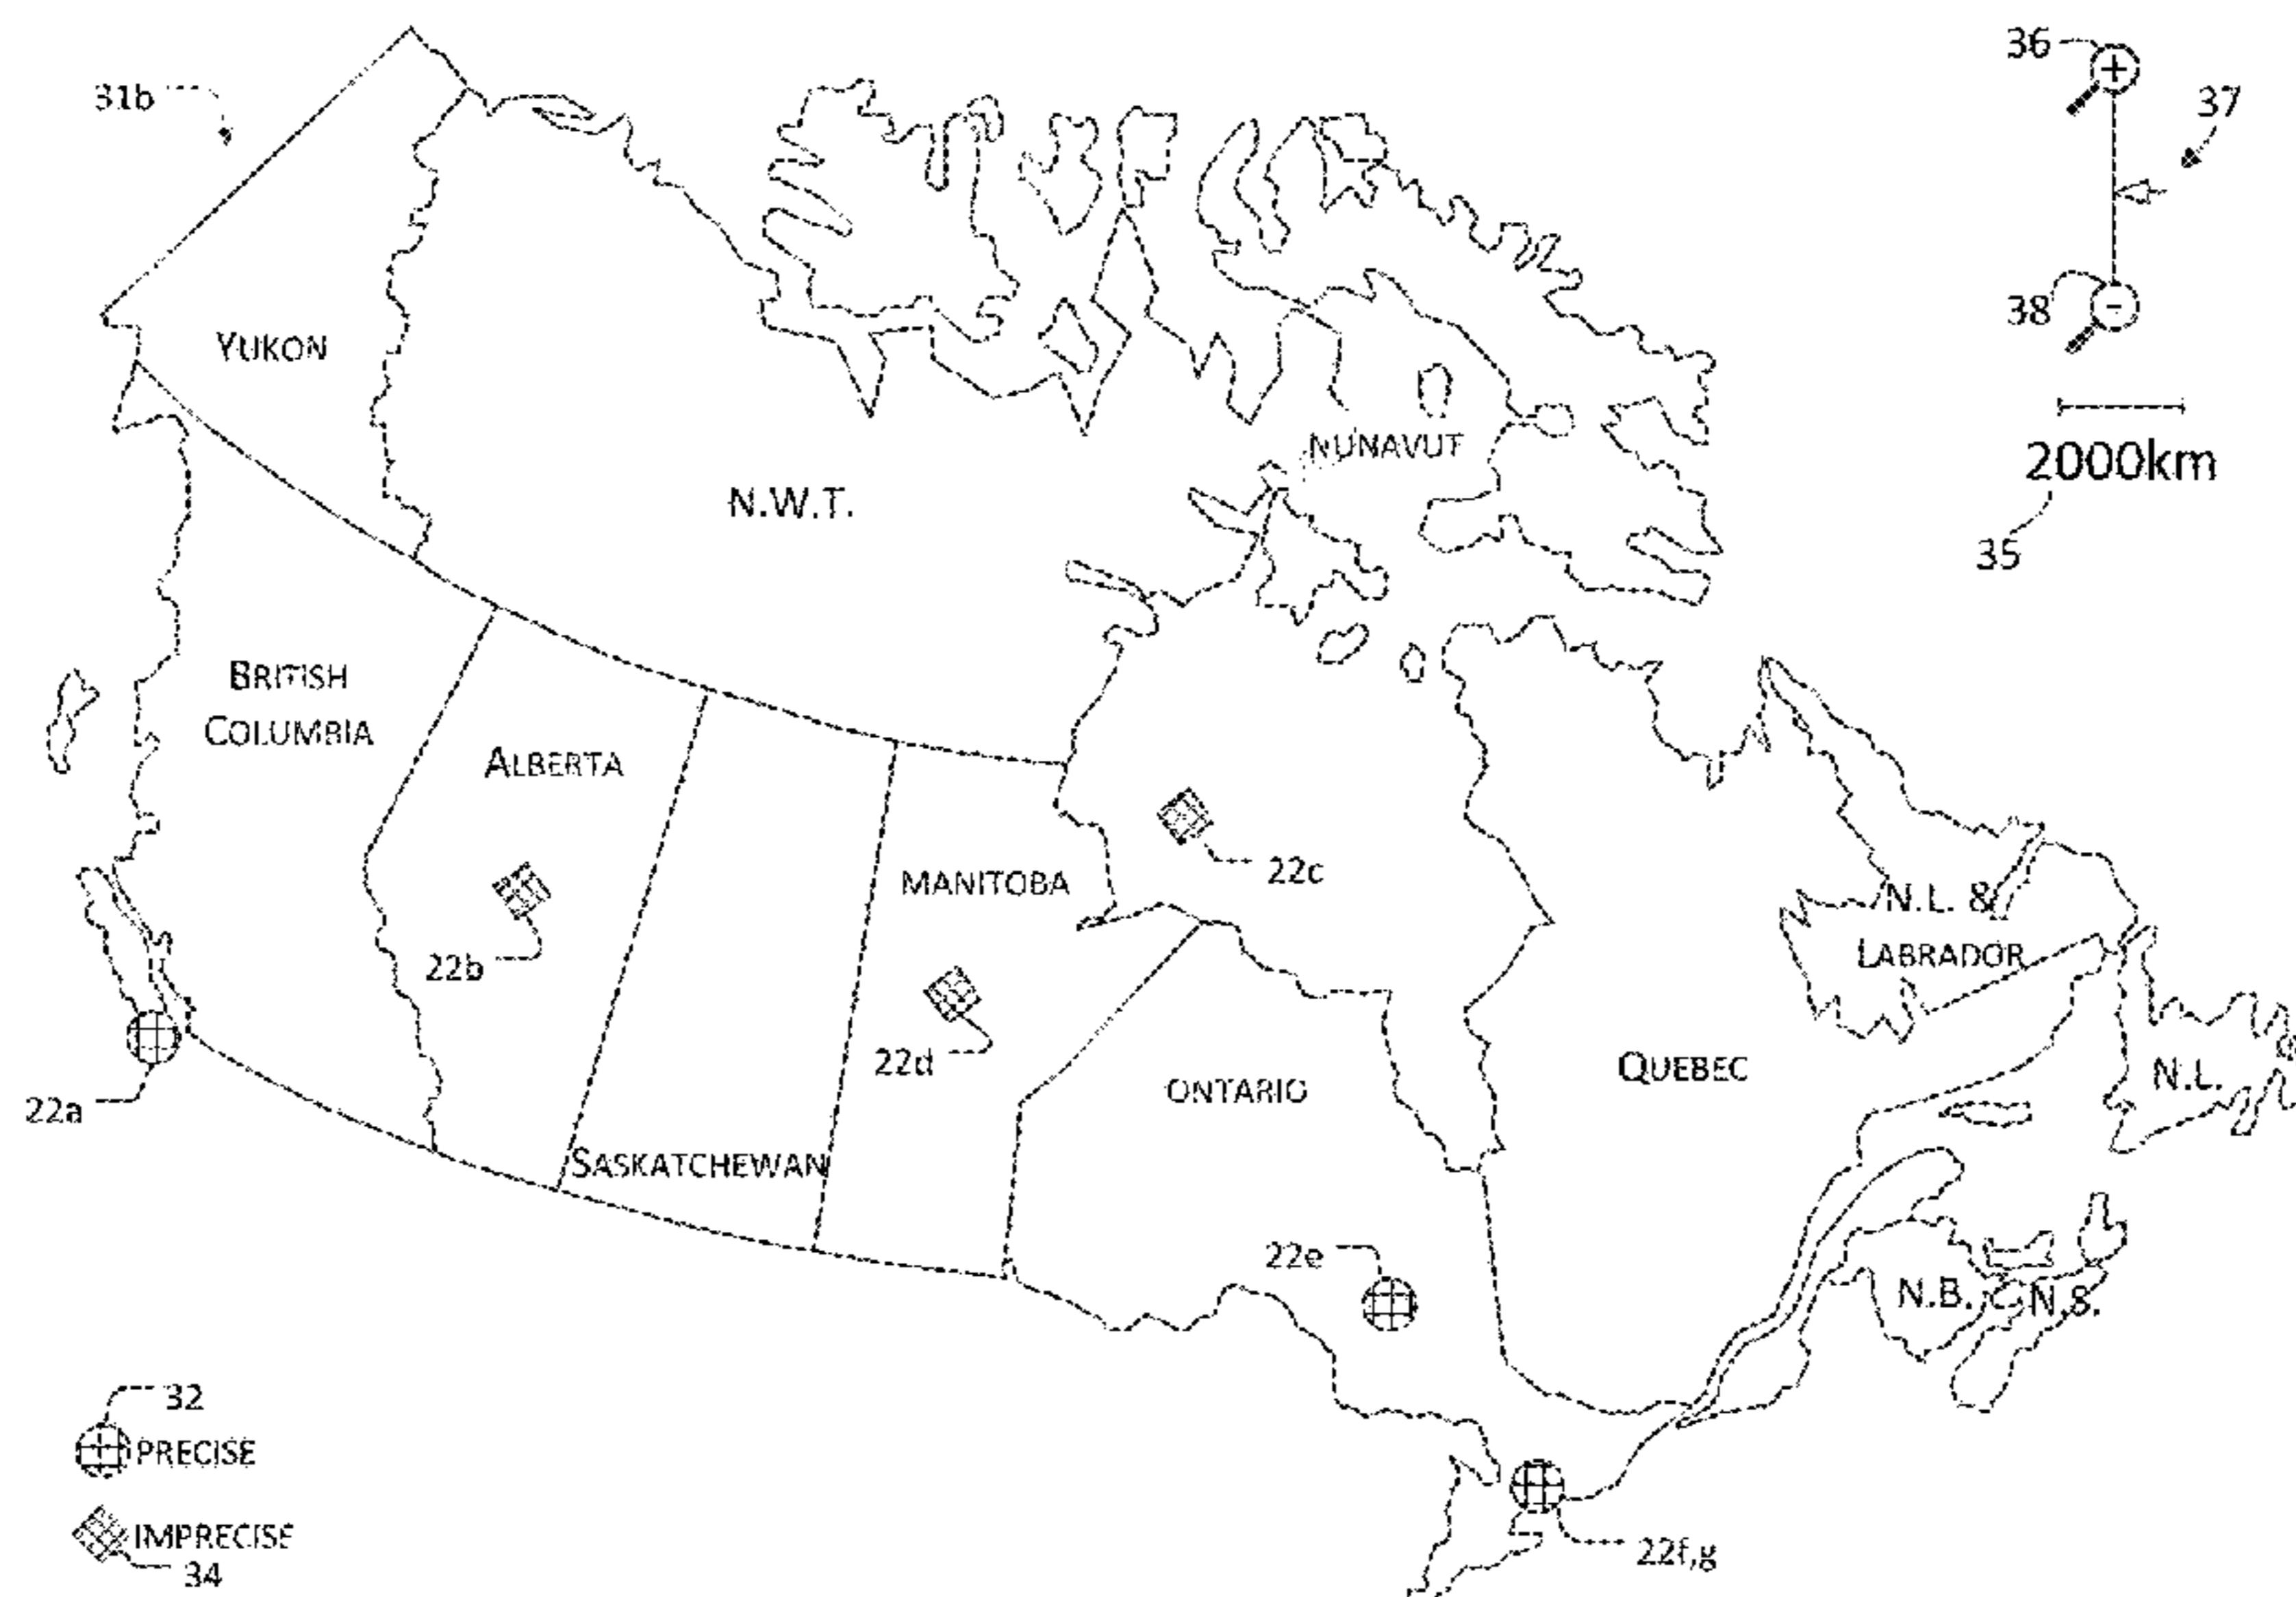 36
31b
37
38
YUKON
2000km
NUNAVUT
N.W.T.
35
BRITISH
COLUMBIA
ALBERTA
22c
MANITOBA
N.L. &
LABRADOR
22b
22d
QUEBEC
N.L.
ONTARIO
22a
SASKATCHEWAN
22e
N.B.
N.S.
32
PRECISE
IMPRECISE
34
22f,g